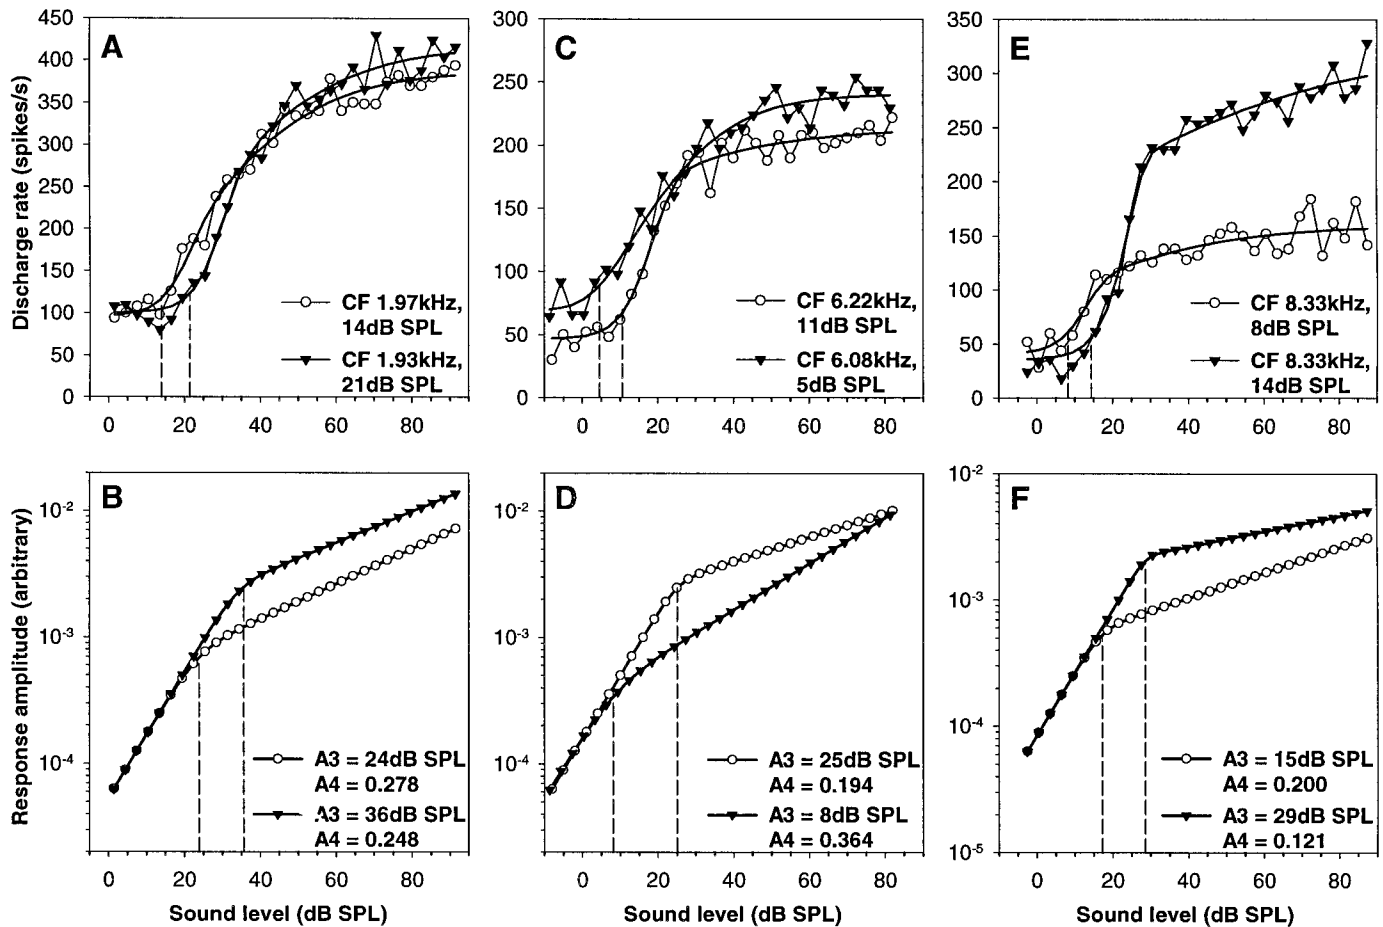 A
C
E
450
400
350
300
250
200
150
100
50
0
Discharge rate (spikes/s)
0 20 40 60 80
CF 1.97kHz,
14dB SPL
CF 1.93kHz,
21dB SPL
300
250
200
150
100
50
0
0 20 40 60 80
CF 6.22kHz,
11dB SPL
CF 6.08kHz,
5dB SPL
350
300
250
200
150
100
50
0
0 20 40 60 80
CF 8.33kHz,
8dB SPL
CF 8.33kHz,
14dB SPL
B
D
F
10-2
10-3
10-4
Response amplitude (arbitrary)
A3 = 24dB SPL
A4 = 0.278
A3 = 36dB SPL
A4 = 0.248
0 20 40 60 80
Sound level (dB SPL)
10-2
10-3
10-4
A3 = 25dB SPL
A4 = 0.194
A3 = 8dB SPL
A4 = 0.364
0 20 40 60 80
Sound level (dB SPL)
10-2
10-3
10-4
10-5
A3 = 15dB SPL
A4 = 0.200
A3 = 29dB SPL
A4 = 0.121
0 20 40 60 80
Sound level (dB SPL)